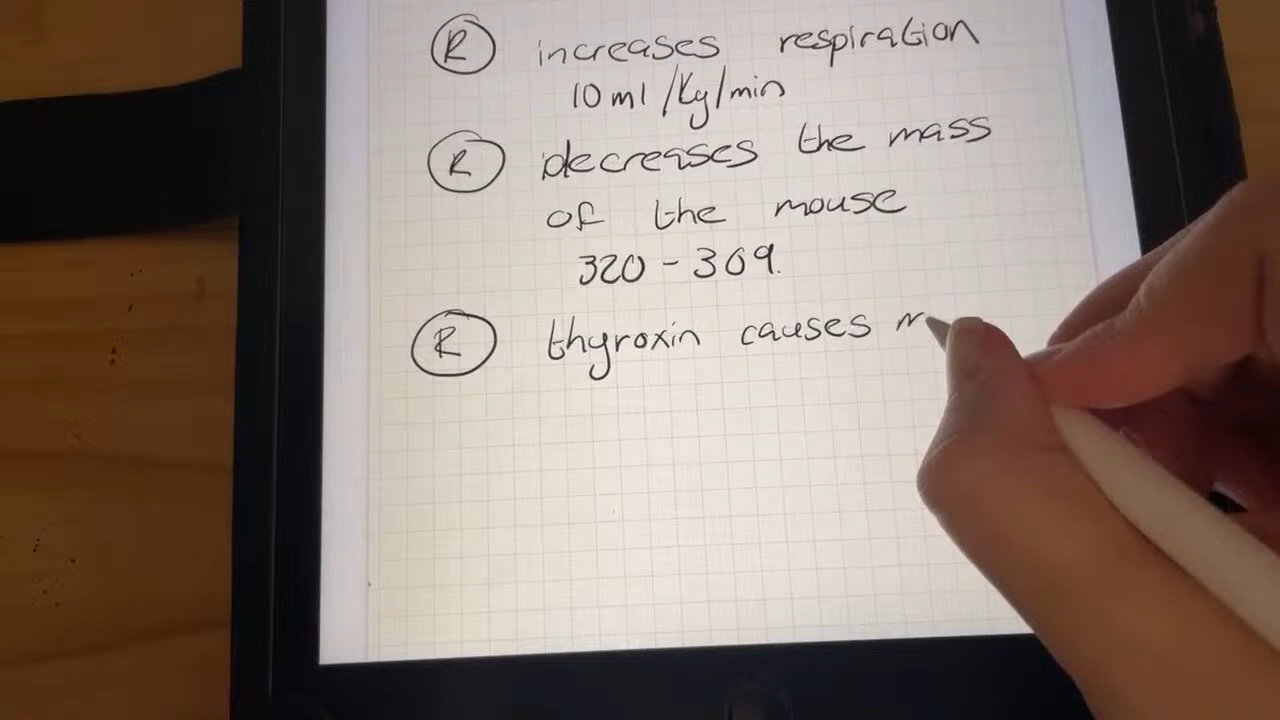 R increases respiration
10 ml /Kg/min
R decreases the mass
of the mouse
320 - 309.
R thyroxin causes